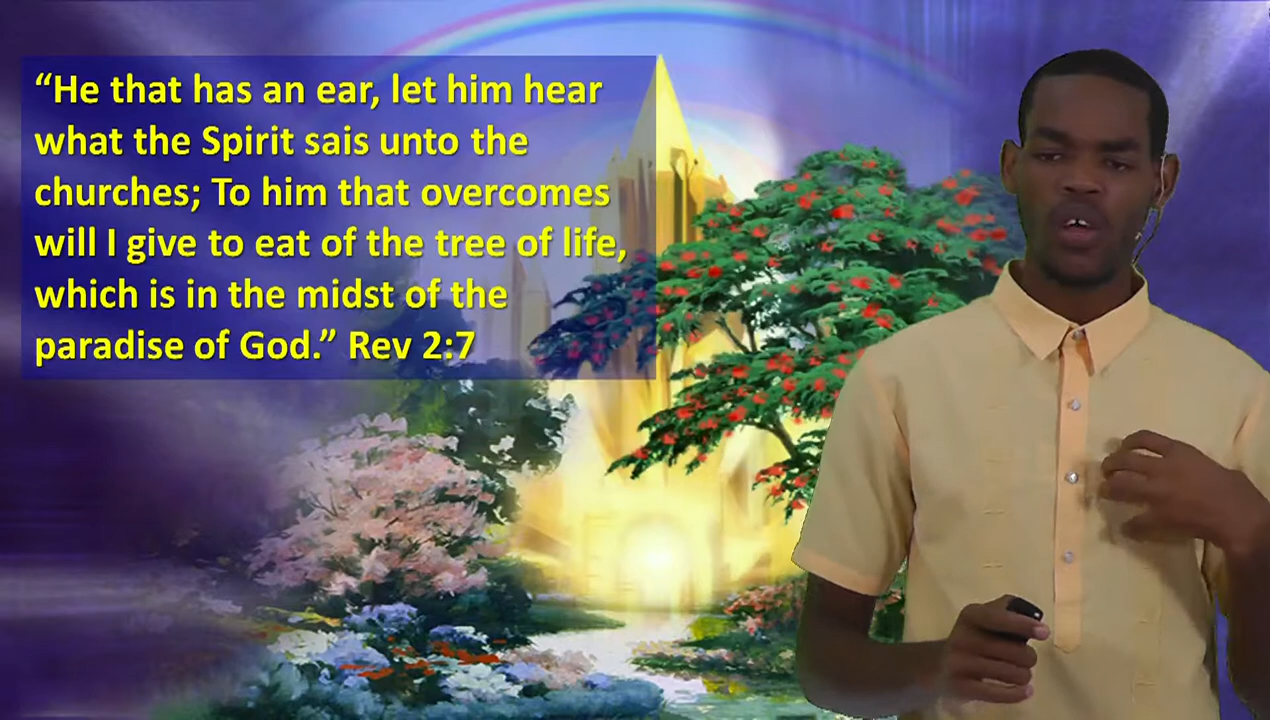 “He that has an ear, let him hear
what the Spirit sais unto the
churches; To him that overcomes
will I give to eat of the tree of life,
which is in the midst of the
paradise of God.” Rev 2:7